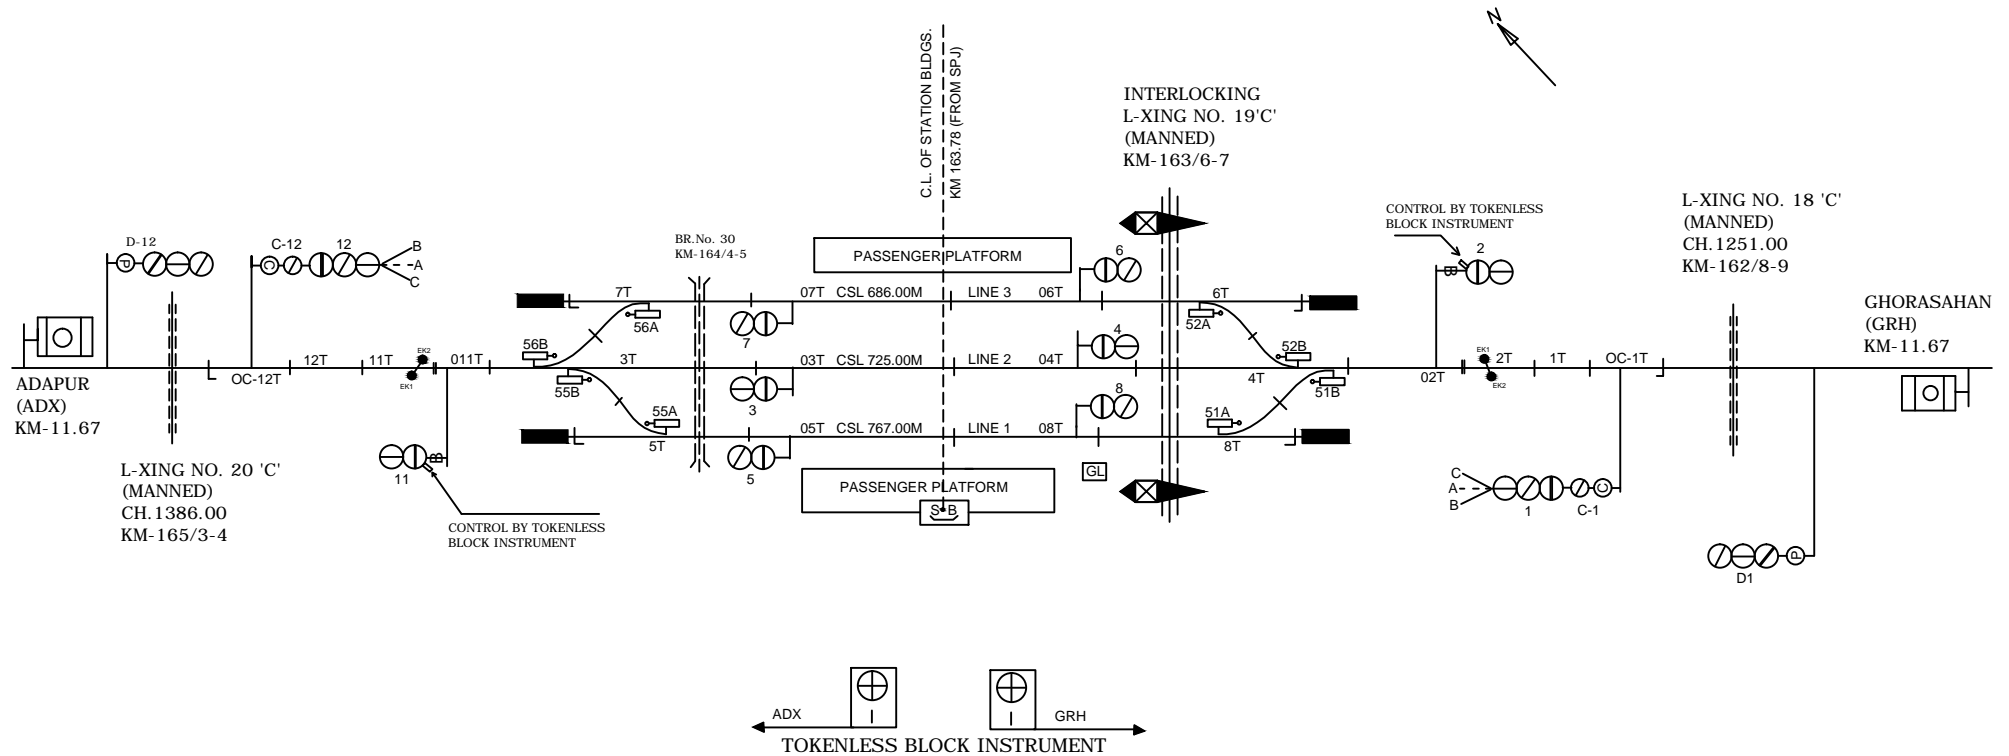 N
C.L. OF STATION BLDGS.
KM 163.78 (FROM SPJ)
INTERLOCKING
L-XING NO. 19'C'
(MANNED)
KM-163/6-7
L-XING NO. 18 'C'
(MANNED)
CH.1251.00
KM-162/8-9
CONTROL BY TOKENLESS
BLOCK INSTRUMENT
2
B
D-12
P
C-12
C
12
B
A
C
BR.No. 30
KM-164/4-5
PASSENGER PLATFORM
6
GHORASAHAN
(GRH)
KM-11.67
7T
07T CSL 686.00M LINE 3 06T
6T
56A
7
52A
4
56B
52B
ADAPUR
(ADX)
KM-11.67
OC-12T
12T
11T
EK2
EK1
011T
3T
03T CSL 725.00M LINE 2 04T
4T
02T
EK1
EK2
2T
1T
OC-1T
55B
3
51B
8
55A
51A
5T
05T CSL 767.00M LINE 1 08T
8T
5
11
B
CONTROL BY TOKENLESS
BLOCK INSTRUMENT
L-XING NO. 20 'C'
(MANNED)
CH.1386.00
KM-165/3-4
PASSENGER PLATFORM
S B
GL
C
A
B
1
C-1
C
D1
P
ADX
GRH
TOKENLESS BLOCK INSTRUMENT